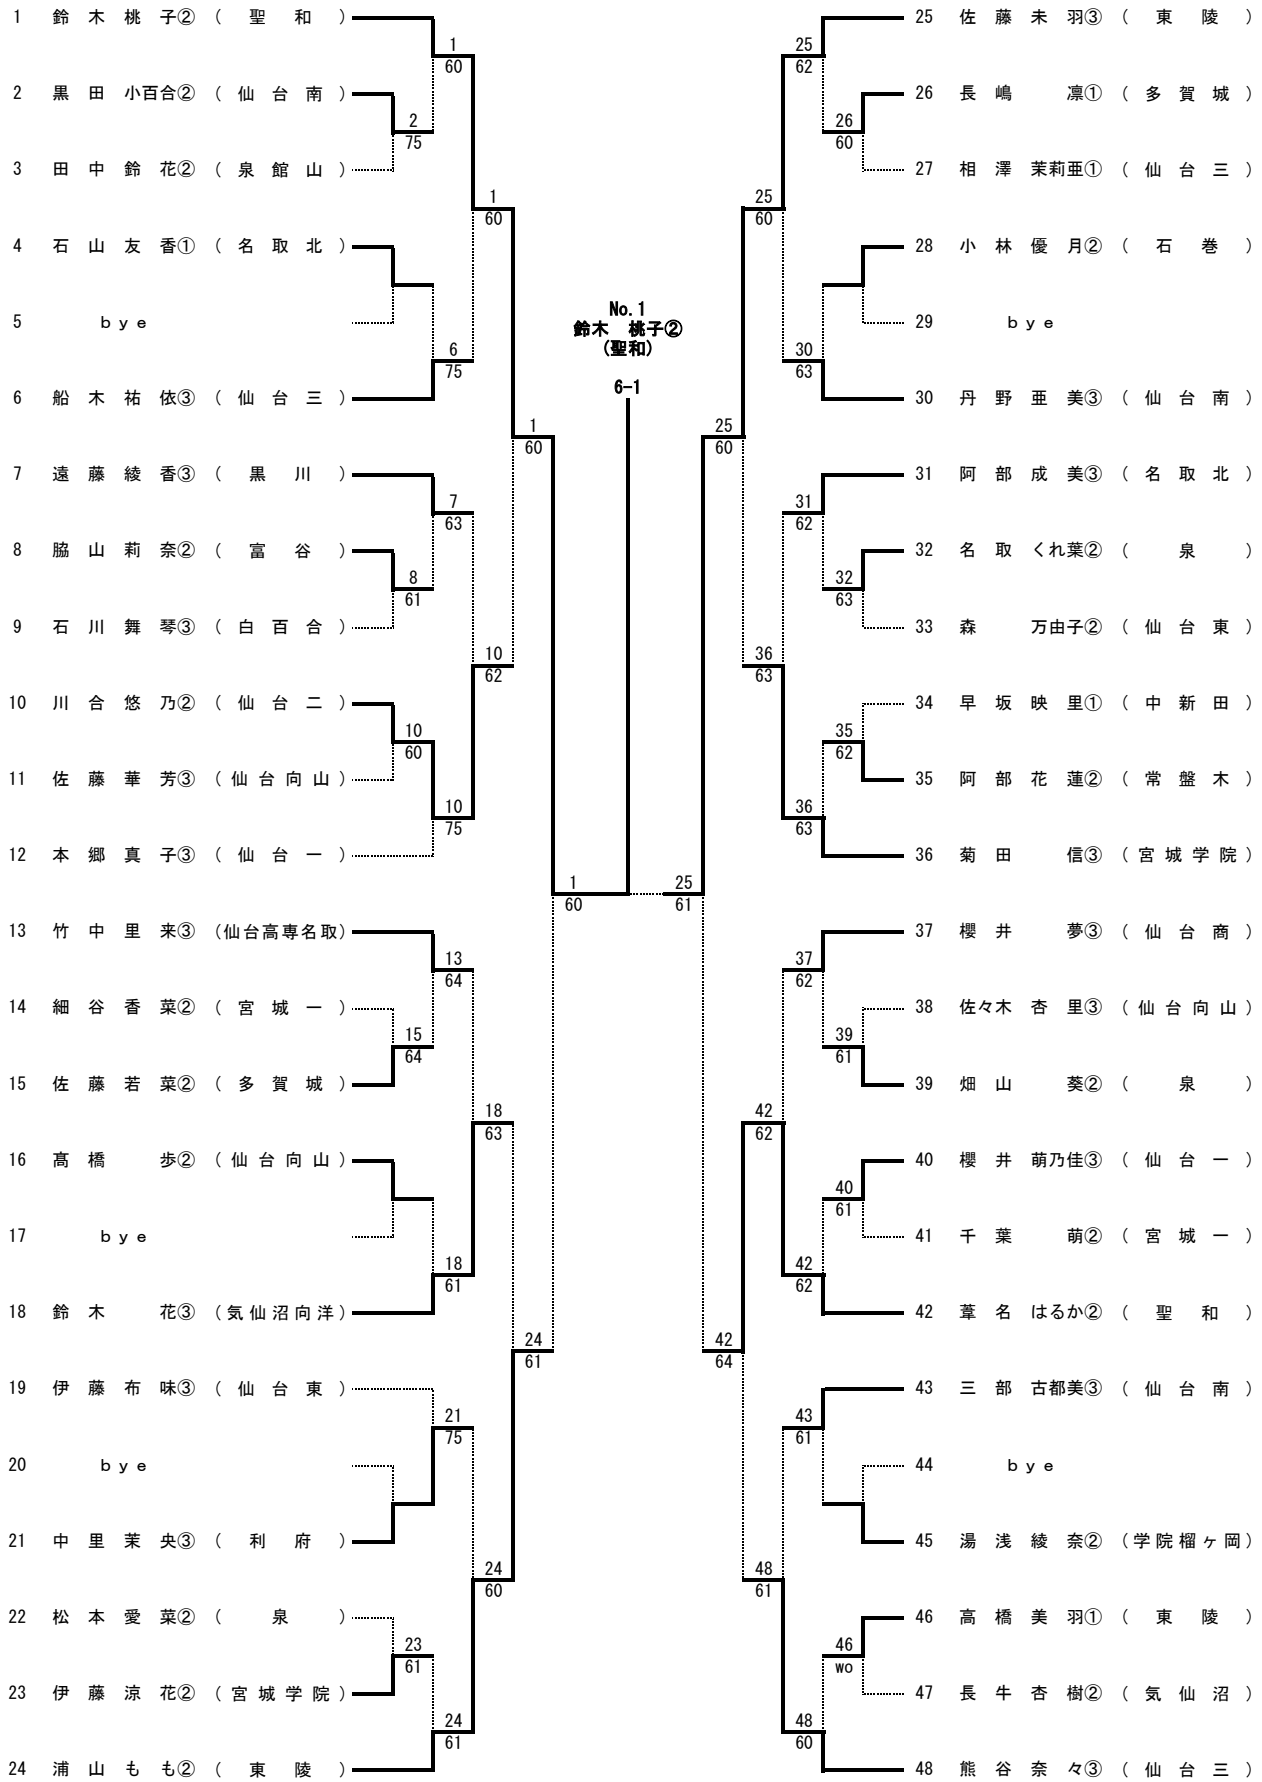 1 鈴木桃子② （聖和）
1
60
2 黒田小百合② （仙台南）
2
75
3 田中鈴花② （泉館山）
1
60
4 石山友香① （名取北）
5 ｂｙｅ
6
75
6 船木祐依③ （仙台三）
1
60
7 遠藤綾香③ （黒川）
7
63
8 脇山莉奈② （富谷）
8
61
9 石川舞琴③ （白百合）
10
62
10 川合悠乃② （仙台二）
10
60
11 佐藤華芳③ （仙台向山）
10
75
12 本郷真子③ （仙台一）
1
60
13 竹中里来③ （仙台高専名取）
13
64
14 細谷香菜② （宮城一）
15
64
15 佐藤若菜② （多賀城）
18
63
16 髙橋歩② （仙台向山）
17 ｂｙｅ
18
61
18 鈴木花③ （気仙沼向洋）
24
61
19 伊藤布味③ （仙台東）
21
75
20 ｂｙｅ
21 中里茉央③ （利府）
24
60
22 松本愛菜② （泉）
23
61
23 伊藤涼花② （宮城学院）
24
61
24 浦山もも② （東陵）
No.1
鈴木 桃子②
(聖和)
6-1
25 佐藤未羽③ （東陵）
25
62
26 長嶋凛① （多賀城）
26
60
27 相澤茉莉亜① （仙台三）
25
60
28 小林優月② （石巻）
29 ｂｙｅ
30
63
30 丹野亜美③ （仙台南）
25
60
31 阿部成美③ （名取北）
31
62
32 名取くれ葉② （泉）
32
63
33 森万由子② （仙台東）
36
63
34 早坂映里① （中新田）
35
62
35 阿部花蓮② （常盤木）
36
63
36 菊田信③ （宮城学院）
25
61
37 櫻井夢③ （仙台商）
37
62
38 佐々木杏里③ （仙台向山）
39
61
39 畑山葵② （泉）
42
62
40 櫻井萌乃佳③ （仙台一）
40
61
41 千葉萌② （宮城一）
42
62
42 葦名はるか② （聖和）
42
64
43 三部古都美③ （仙台南）
43
61
44 ｂｙｅ
45 湯浅綾奈② （学院榴ヶ岡）
48
61
46 高橋美羽① （東陵）
46
wo
47 長牛杏樹② （気仙沼）
48
60
48 熊谷奈々③ （仙台三）